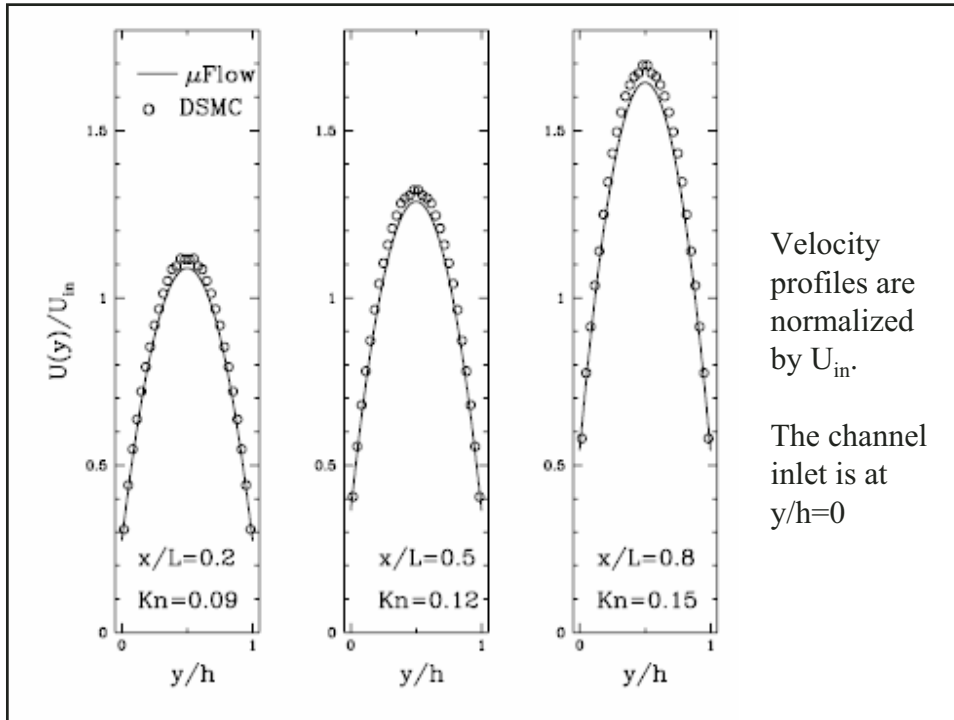 — μFlow
○ DSMC
1.5
1
0.5
0
U(y)/U_in
x/L=0.2
Kn=0.09
0 1
y/h
1.5
1
0.5
0
x/L=0.5
Kn=0.12
0 1
y/h
1.5
1
0.5
0
x/L=0.8
Kn=0.15
0 1
y/h
Velocity
profiles are
normalized
by U_in.
The channel
inlet is at
y/h=0